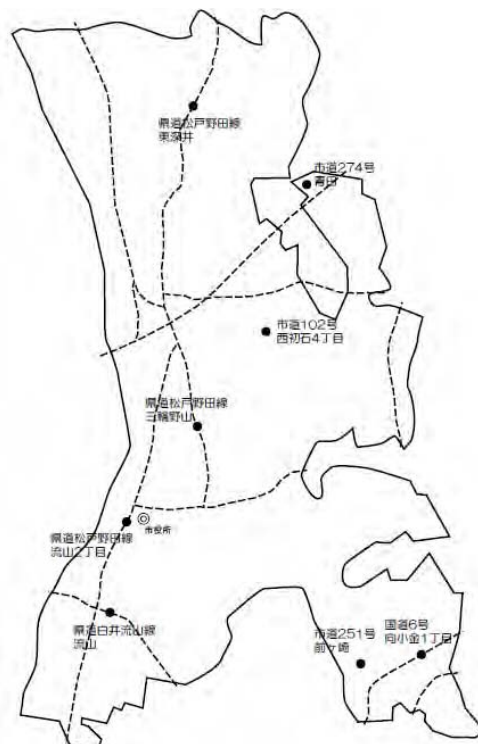 県道松戸野田線
東深井
市道274号
青田
市道102号
西初石4丁目
県道松戸野田線
三輪野山
市役所
県道松戸野田線
流山2丁目
県道白井流山線
流山
市道251号
前ヶ崎
国道6号
向小金1丁目